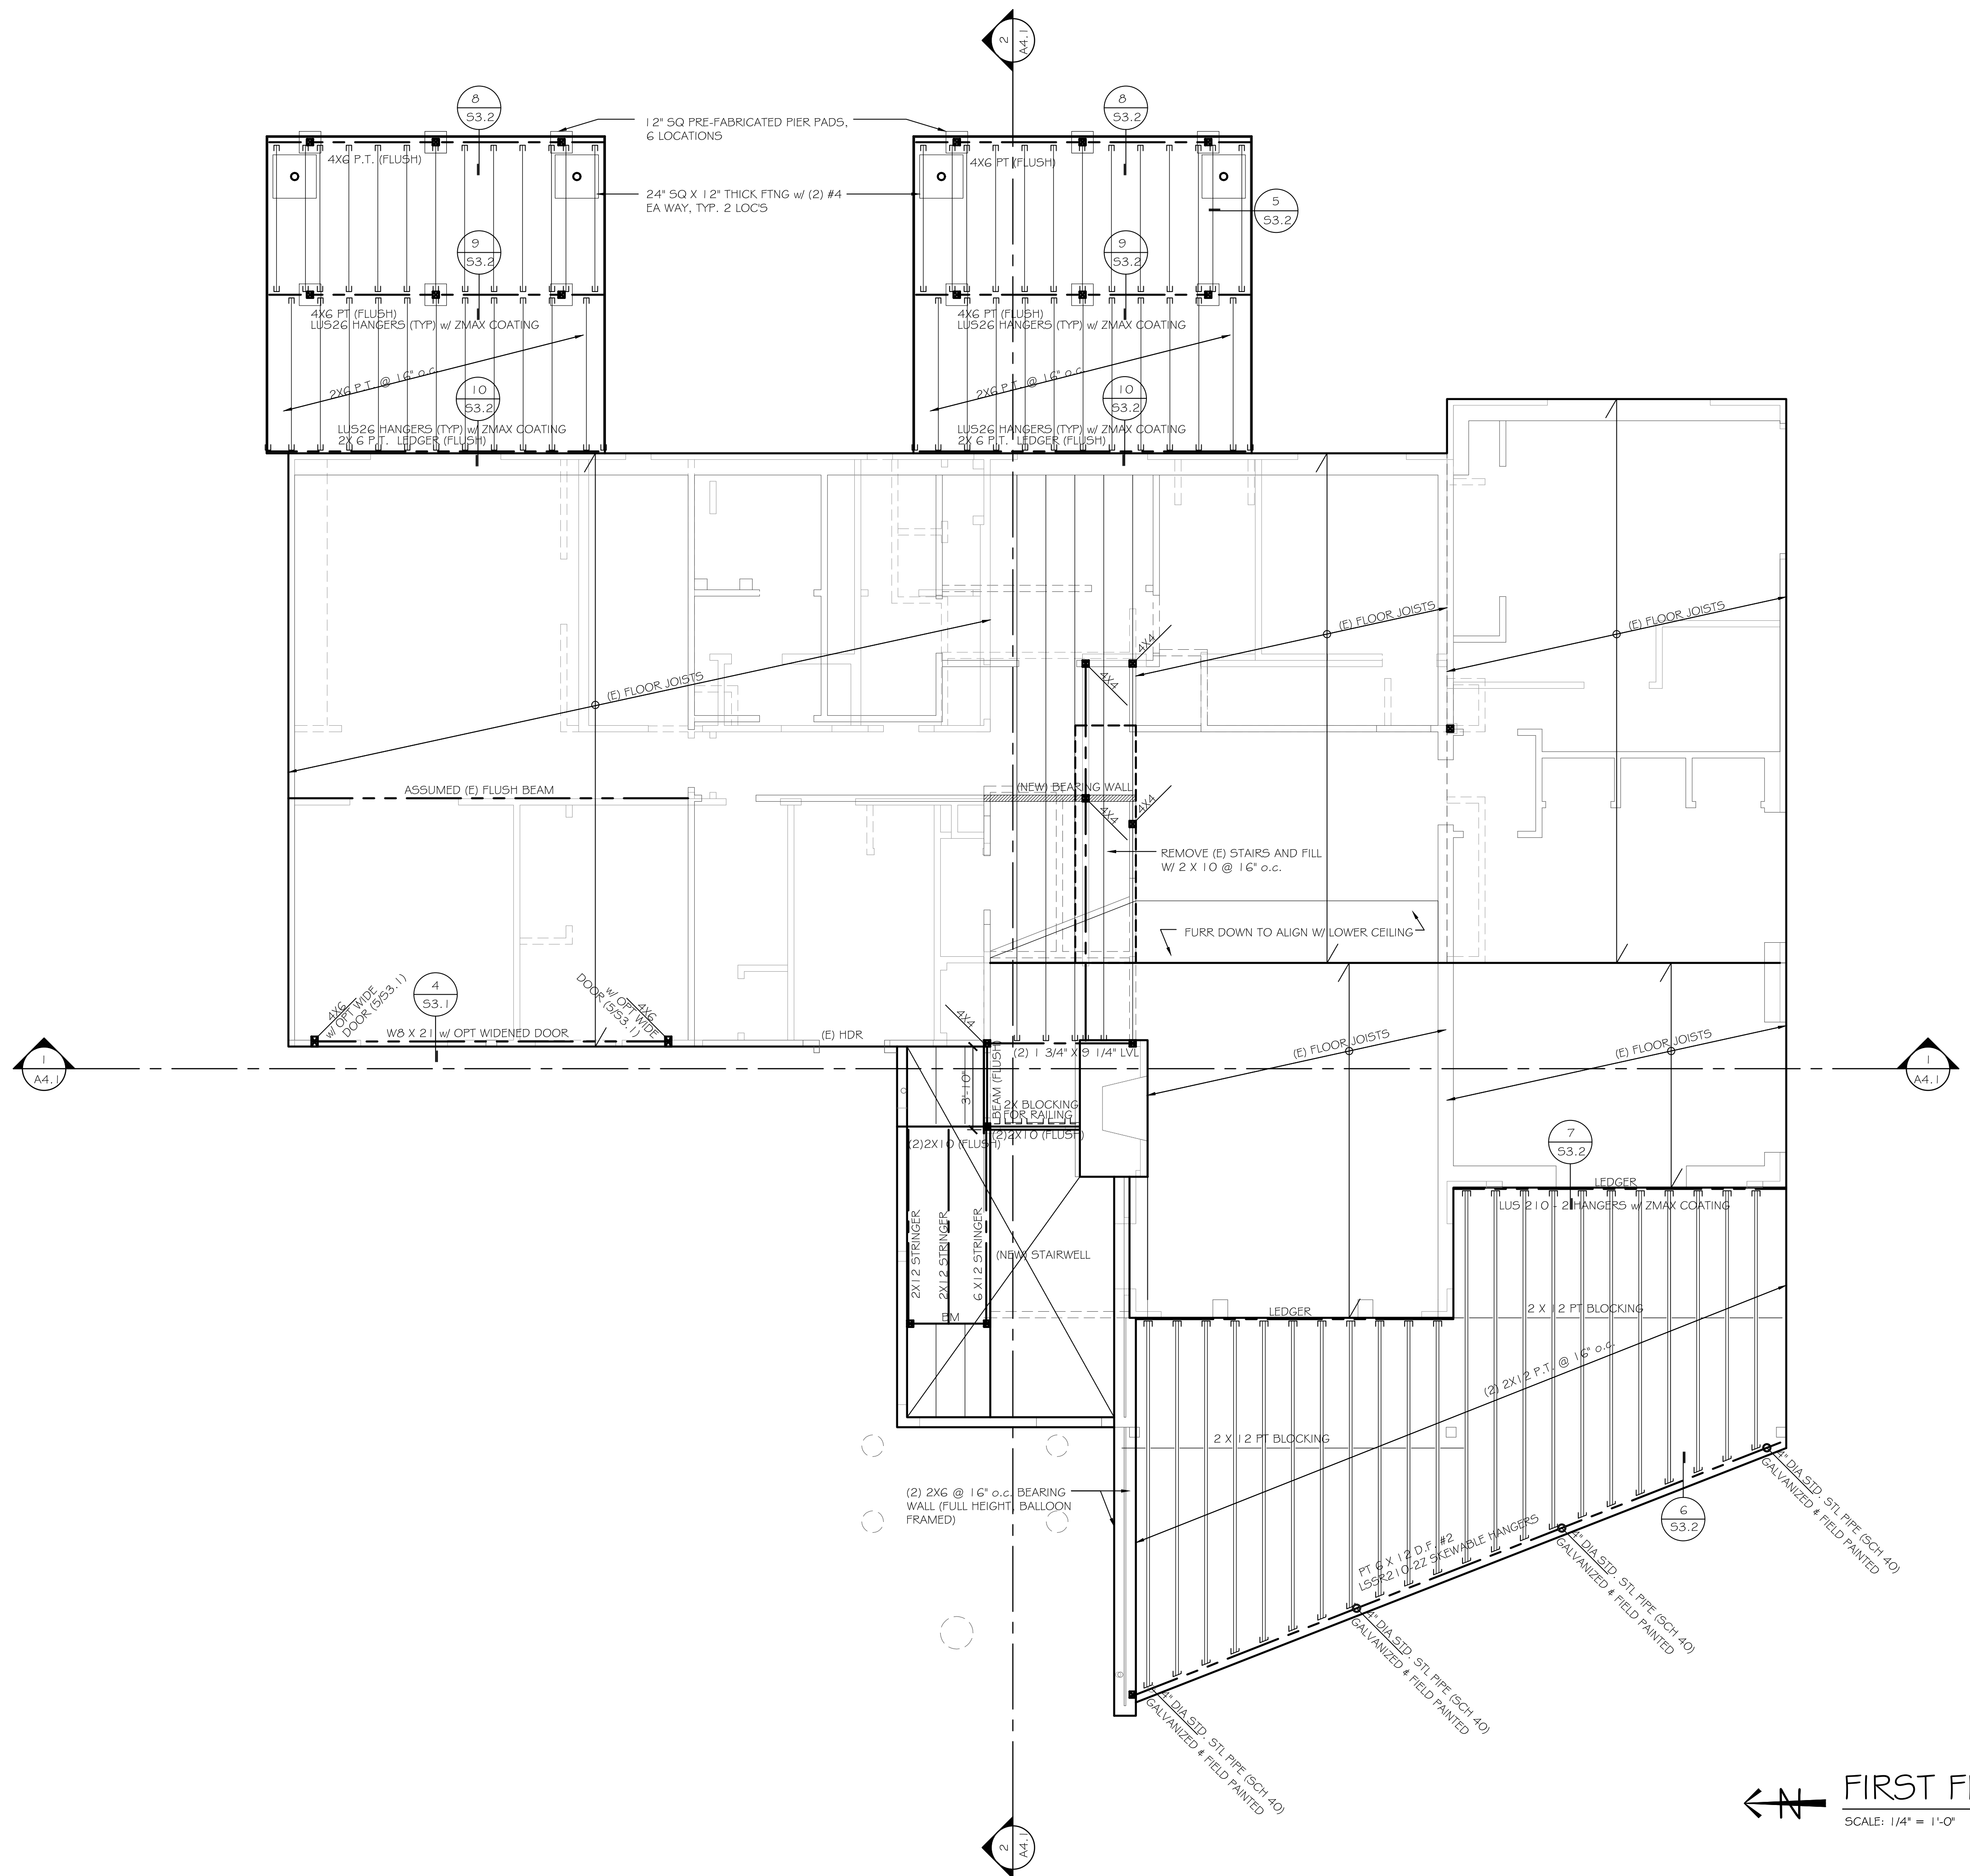 2
A4.1
8
S3.2
12" SQ PRE-FABRICATED PIER PADS,
6 LOCATIONS
8
S3.2
4X6 P.T. (FLUSH)
4X6 PT (FLUSH)
24" SQ X 12" THICK FTNG w/ (2) #4
EA WAY, TYP. 2 LOC'S
5
S3.2
9
S3.2
9
S3.2
4X6 PT (FLUSH)
LUS26 HANGERS (TYP) w/ ZMAX COATING
4X6 PT (FLUSH)
LUS26 HANGERS (TYP) w/ ZMAX COATING
2X6 P.T. @ 16" o.c.
2X6 P.T. @ 16" o.c.
10
S3.2
10
S3.2
LUS26 HANGERS (TYP) w/ ZMAX COATING
2X 6 P.T. LEDGER (FLUSH)
LUS26 HANGERS (TYP) w/ ZMAX COATING
2X 6 P.T. LEDGER (FLUSH)
(E) FLOOR JOISTS
(E) FLOOR JOISTS
(E) FLOOR JOISTS
4X4
4X4
ASSUMED (E) FLUSH BEAM
(NEW) BEARING WALL
4X4
4X4
REMOVE (E) STAIRS AND FILL
W/ 2 X 10 @ 16" o.c.
FURR DOWN TO ALIGN W/ LOWER CEILING
4X6
w/ OPT WIDE
DOOR (5/S3.1)
4
S3.1
4X6
w/ OPT WIDE
DOOR (5/S3.1)
W8 X 21 w/ OPT WIDENED DOOR
(E) HDR
4X4
(2) 1 3/4" X 9 1/4" LVL
(E) FLOOR JOISTS
(E) FLOOR JOISTS
1
A4.1
1
A4.1
3'-10"
BEAM (FLUSH)
2X BLOCKING
FOR RAILING
(2)2X10 (FLUSH)
(2)2X10 (FLUSH)
7
S3.2
LEDGER
LUS 210 - 2 HANGERS w/ ZMAX COATING
2X12 STRINGER
2X12 STRINGER
6 X12 STRINGER
(NEW) STAIRWELL
BM
LEDGER
2 X 12 PT BLOCKING
(2) 2X12 P.T. @ 16" o.c.
2 X 12 PT BLOCKING
(2) 2X6 @ 16" o.c. BEARING
WALL (FULL HEIGHT, BALLOON
FRAMED)
6
S3.2
PT 6 X 12 D.F. #2
LSSR210-2Z SKEWABLE HANGERS
4" DIA STD. STL PIPE (SCH 40)
GALVANIZED & FIELD PAINTED
4" DIA STD. STL PIPE (SCH 40)
GALVANIZED & FIELD PAINTED
4" DIA STD. STL PIPE (SCH 40)
GALVANIZED & FIELD PAINTED
4" DIA STD. STL PIPE (SCH 40)
GALVANIZED & FIELD PAINTED
N
FIRST
SCALE: 1/4" = 1'-0"
2
A4.1